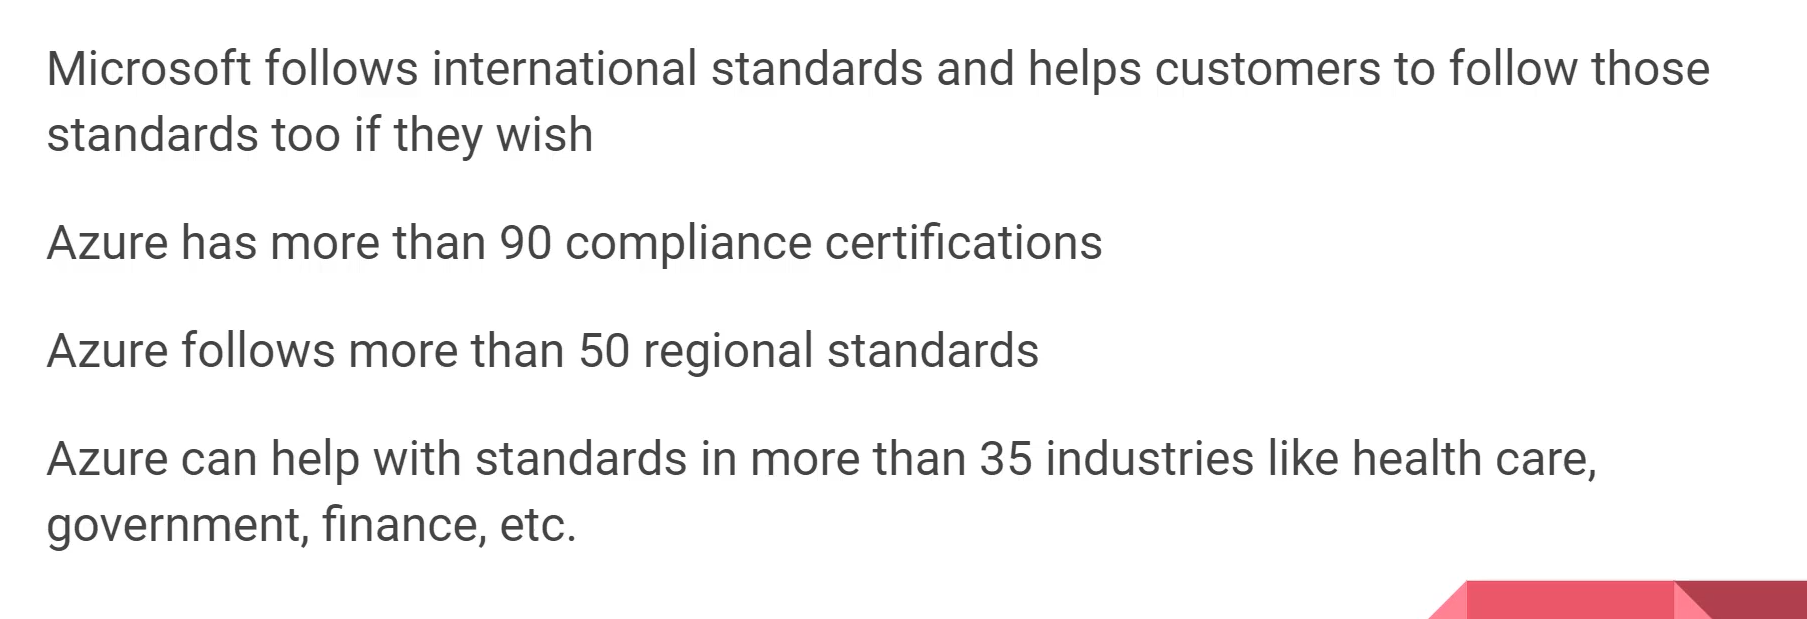 Microsoft follows international standards and helps customers to follow those
standards too if they wish
Azure has more than 90 compliance certifications
Azure follows more than 50 regional standards
Azure can help with standards in more than 35 industries like health care,
government, finance, etc.